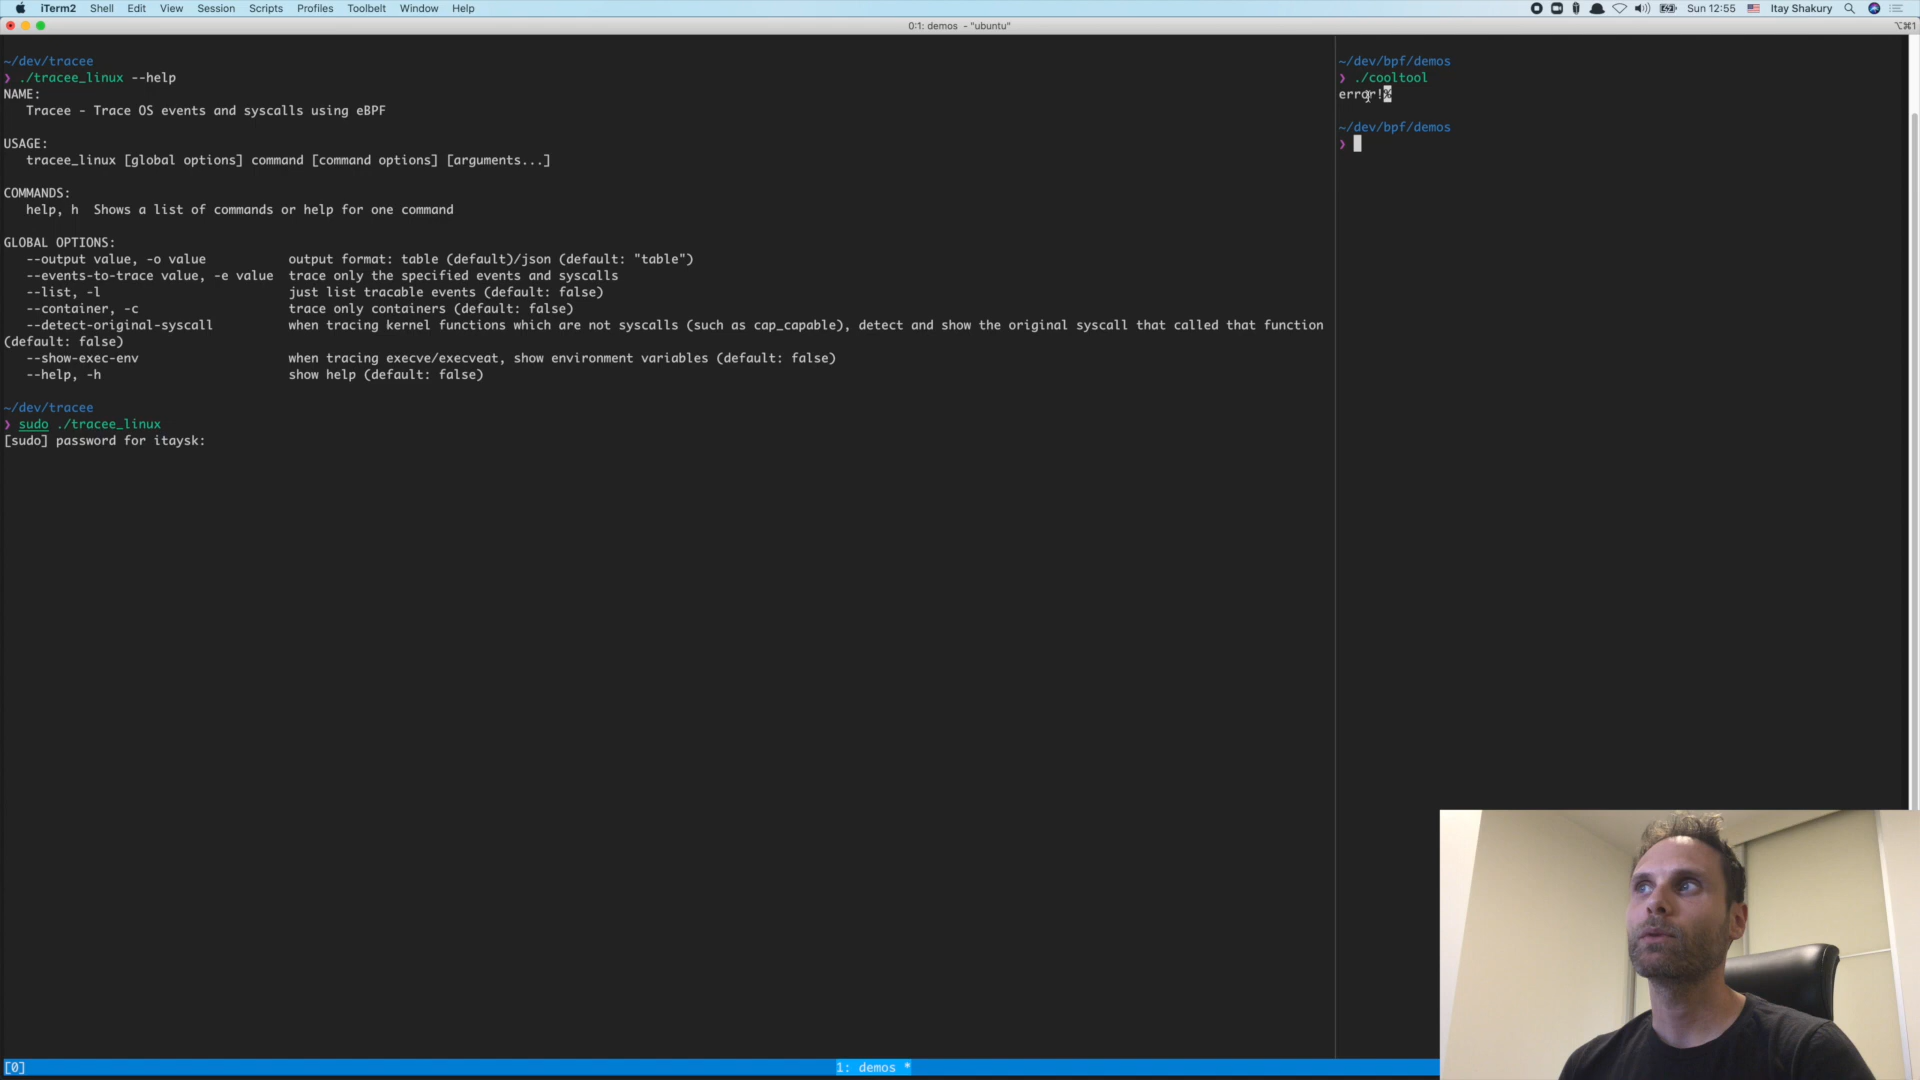 iTerm2 Shell Edit View Session Scripts Profiles Toolbelt Window Help
Sun 12:55 Itay Shakury
0:1: demos - "ubuntu"
⌥⌘1
~/dev/tracee
❯ ./tracee_linux --help
NAME:
Tracee - Trace OS events and syscalls using eBPF
USAGE:
tracee_linux [global options] command [command options] [arguments...]
COMMANDS:
help, h Shows a list of commands or help for one command
GLOBAL OPTIONS:
--output value, -o value output format: table (default)/json (default: "table")
--events-to-trace value, -e value trace only the specified events and syscalls
--list, -l just list tracable events (default: false)
--container, -c trace only containers (default: false)
--detect-original-syscall when tracing kernel functions which are not syscalls (such as cap_capable), detect and show the original syscall that called that function
(default: false)
--show-exec-env when tracing execve/execveat, show environment variables (default: false)
--help, -h show help (default: false)
~/dev/tracee
❯ sudo ./tracee_linux
[sudo] password for itaysk:
~/dev/bpf/demos
❯ ./cooltool
error!%
~/dev/bpf/demos
❯
[0] 1: demos *